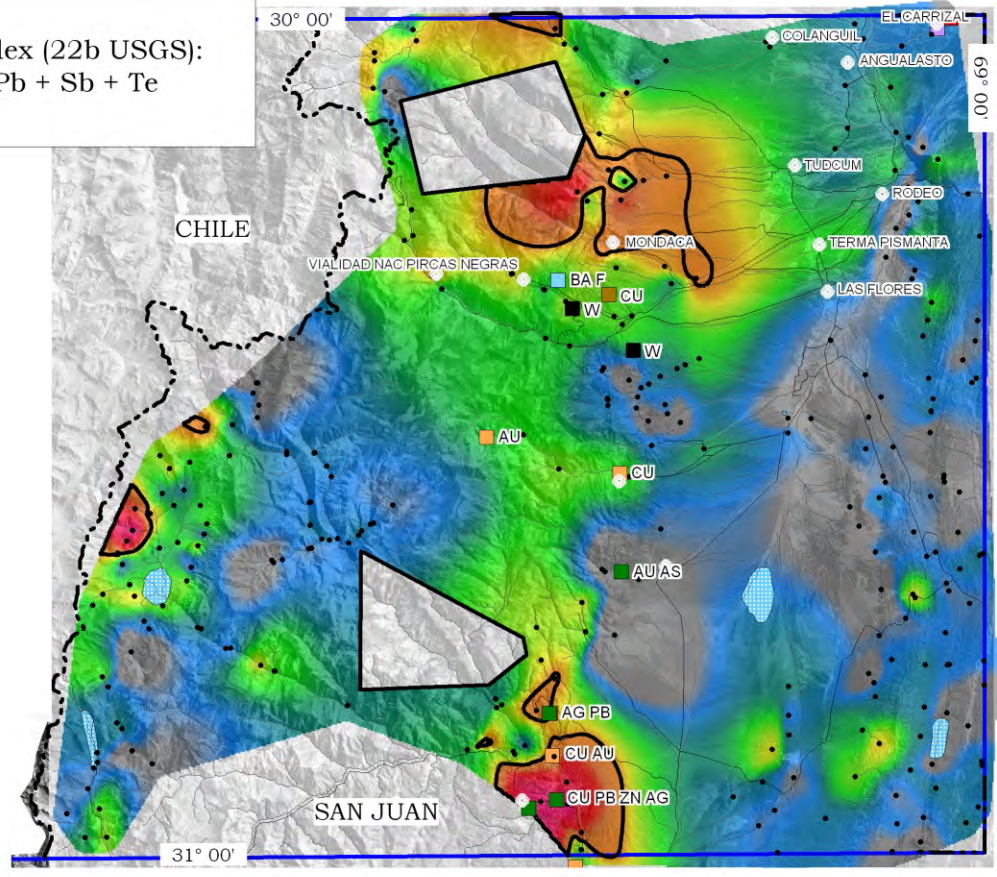 lex (22b USGS):
Pb + Sb + Te
30° 00'
EL CARRIZAL
COLANGUIL
ANGUALASTO
69° 00'
TUDCUM
RODEO
CHILE
MONDACA
TERMA PISMANTA
VIALIDAD NAC.PIRCAS NEGRAS
BA F
CU
LAS FLORES
W
W
AU
CU
AU AS
AG PB
CU AU
CU PB ZN AG
SAN JUAN
31° 00'